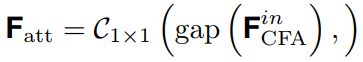 F_att = C_{1×1} ( gap ( F^{in}_{CFA} ) , )